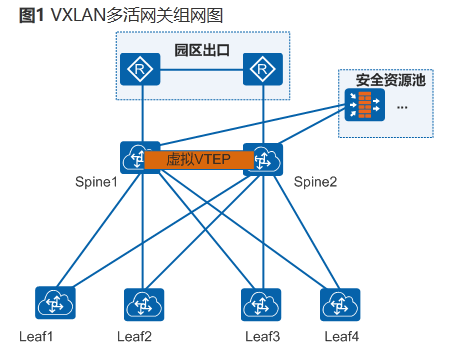 图1 VXLAN多活网关组网图
园区出口
R
R
安全资源池
...
虚拟VTEP
Spine1
Spine2
Leaf1
Leaf2
Leaf3
Leaf4